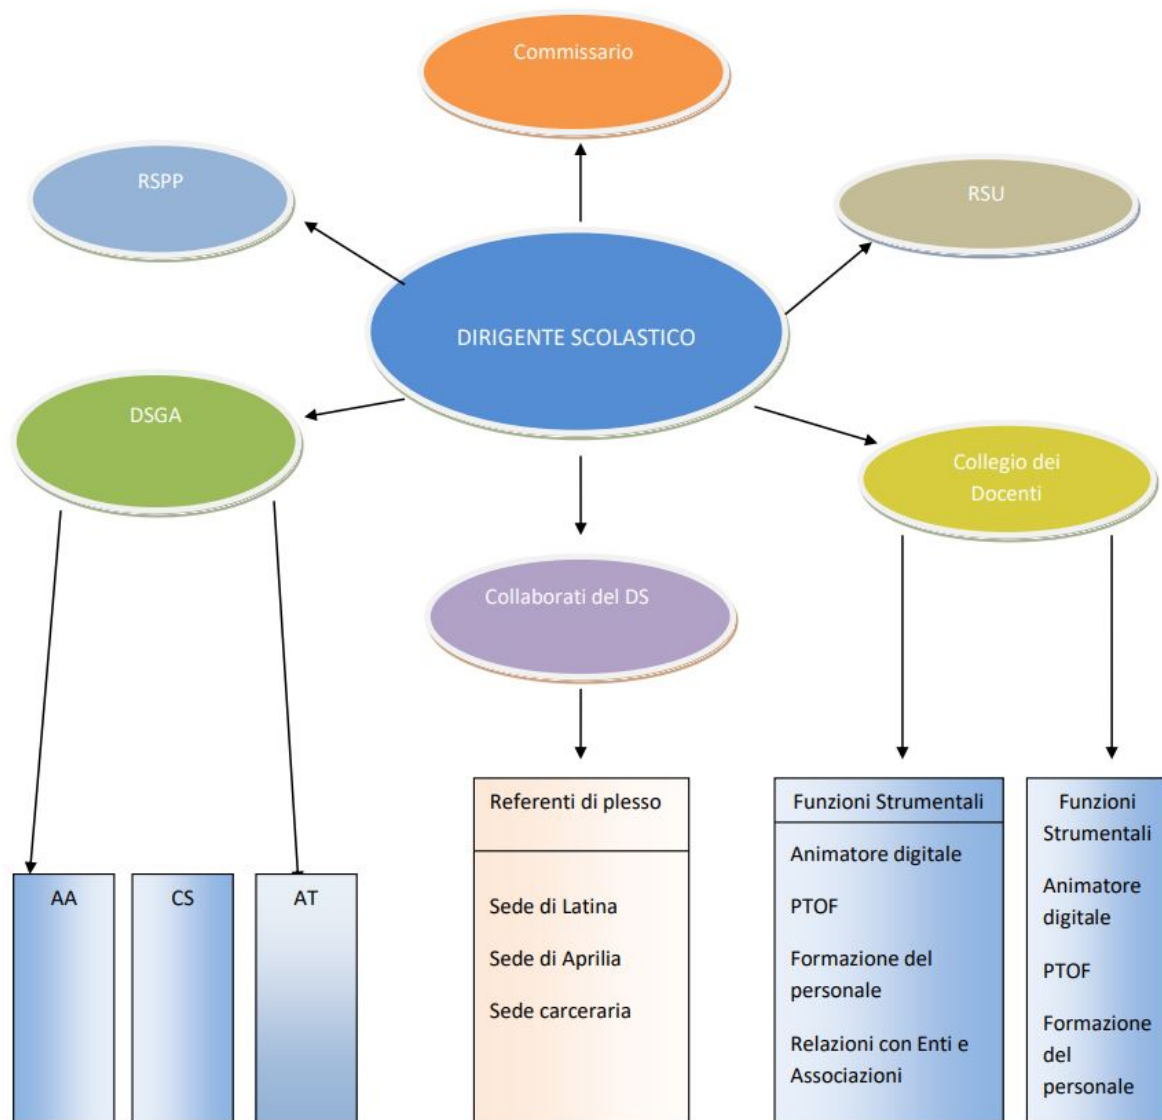 Commissario
RSPP
RSU
DIRIGENTE SCOLASTICO
DSGA
Collegio dei
Docenti
Collaborati del DS
Referenti di plesso
Sede di Latina
Sede di Aprilia
Sede carceraria
Funzioni Strumentali
Animatore digitale
PTOF
Formazione del
personale
Relazioni con Enti e
Associazioni
Funzioni
Strumentali
Animatore
digitale
PTOF
Formazione
del
personale
AA
CS
AT